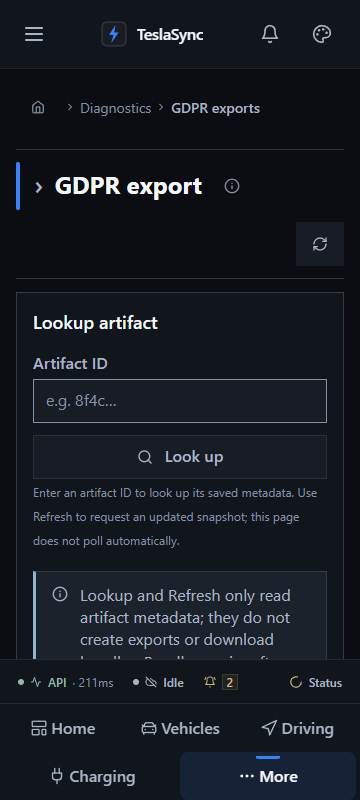 TeslaSync
Diagnostics > GDPR exports
› GDPR export
Lookup artifact
Artifact ID
e.g. 8f4c...
Look up
Enter an artifact ID to look up its saved metadata. Use
Refresh to request an updated snapshot; this page
does not poll automatically.
Lookup and Refresh only read
artifact metadata; they do not
create exports or download
API · 211ms Idle 2 Status
Home Vehicles Driving
Charging More